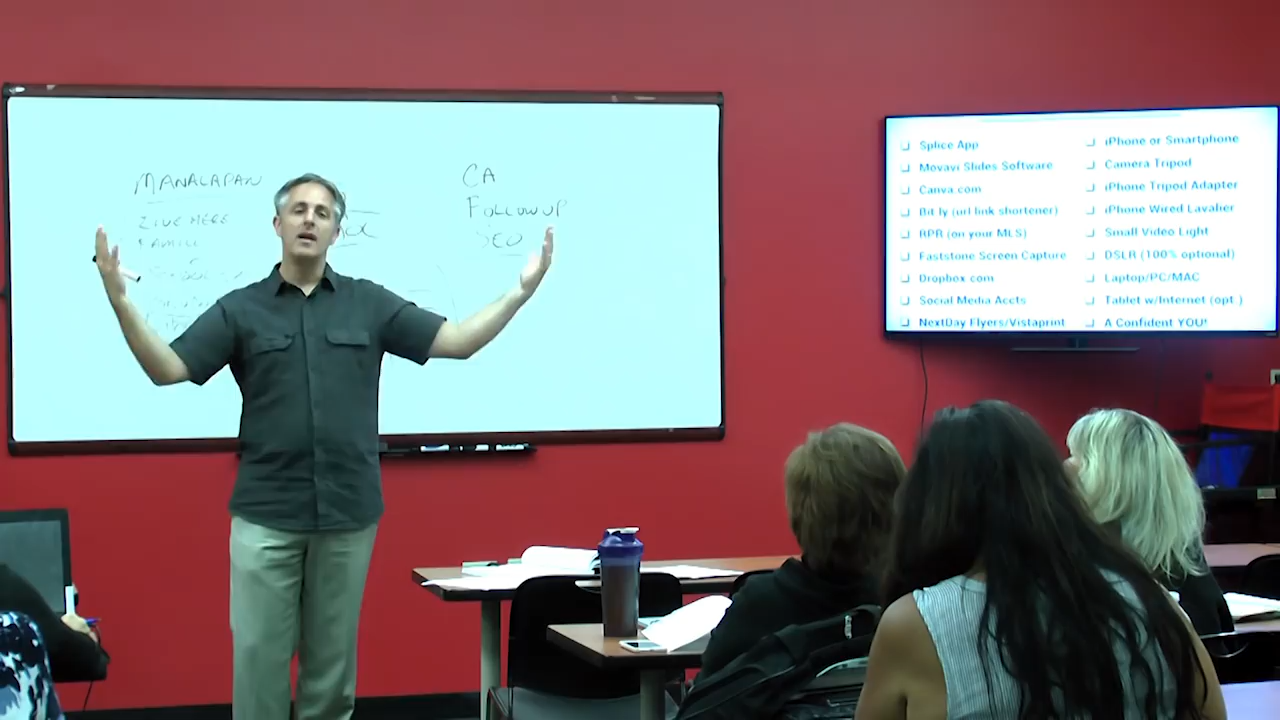 MANALAPAN
LIVE HERE
FAMILY
CA
FOLLOW UP
SEO
Splice App
Movavi Slides Software
Canva.com
Bit.ly (url link shortener)
RPR (on your MLS)
Faststone Screen Capture
Dropbox.com
Social Media Accts
NextDay Flyers/Vistaprint
iPhone or Smartphone
Camera Tripod
iPhone Tripod Adapter
iPhone Wired Lavalier
Small Video Light
DSLR (100% optional)
Laptop/PC/MAC
Tablet w/Internet (opt.)
A Confident YOU!